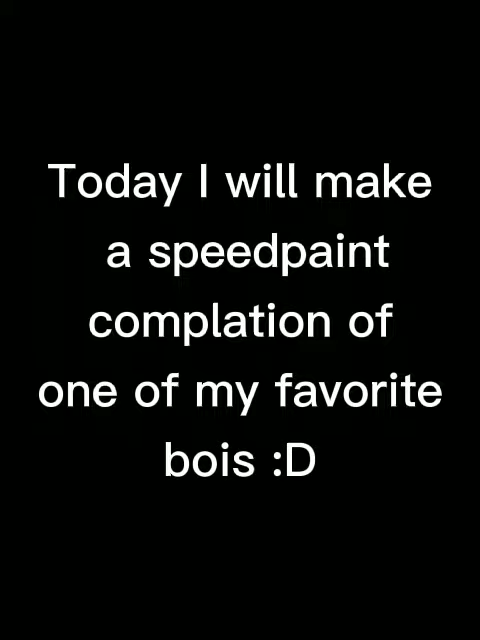 Today I will make
a speedpaint
complation of
one of my favorite
bois :D